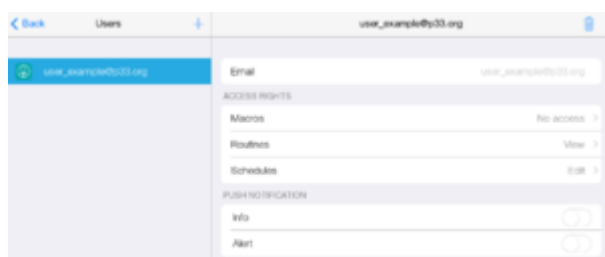 Back Users + user_example@p33.org
user_example@p33.org
Email user_example@p33.org
ACCESS RIGHTS
Macros No access >
Routines View >
Schedules Edit >
PUSH NOTIFICATION
Info
Alert